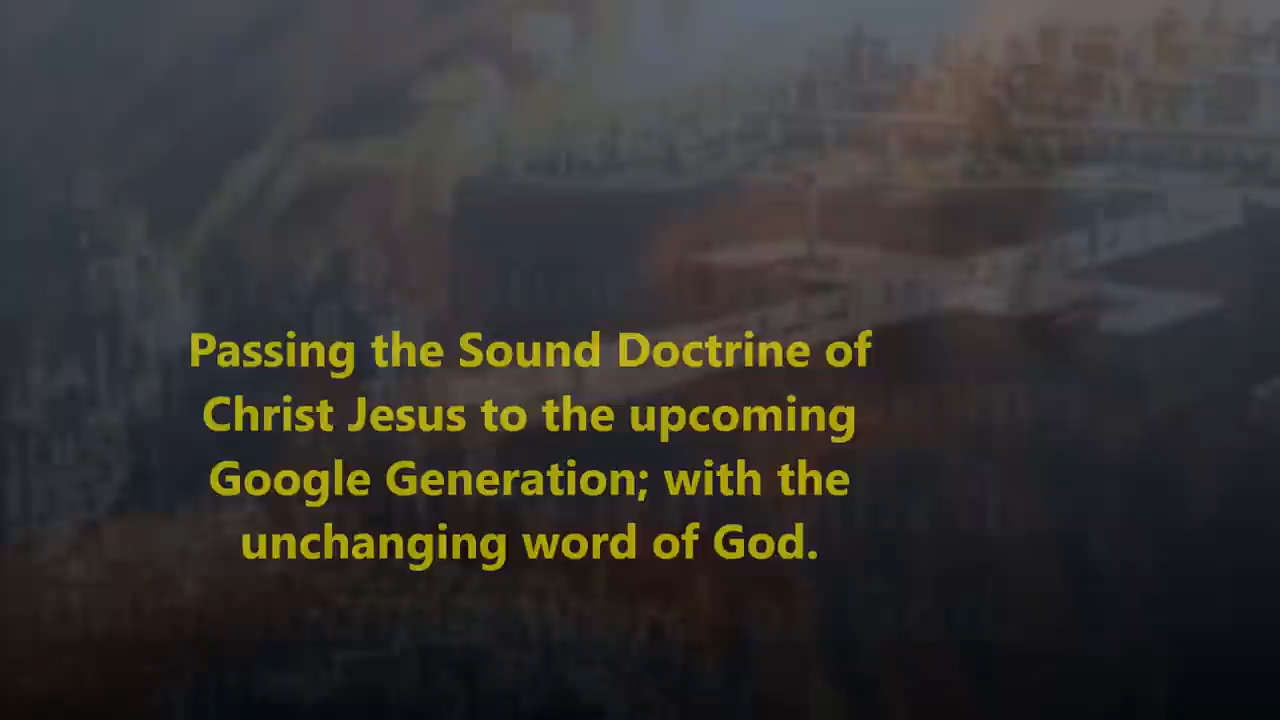 Passing the Sound Doctrine of
Christ Jesus to the upcoming
Google Generation; with the
unchanging word of God.